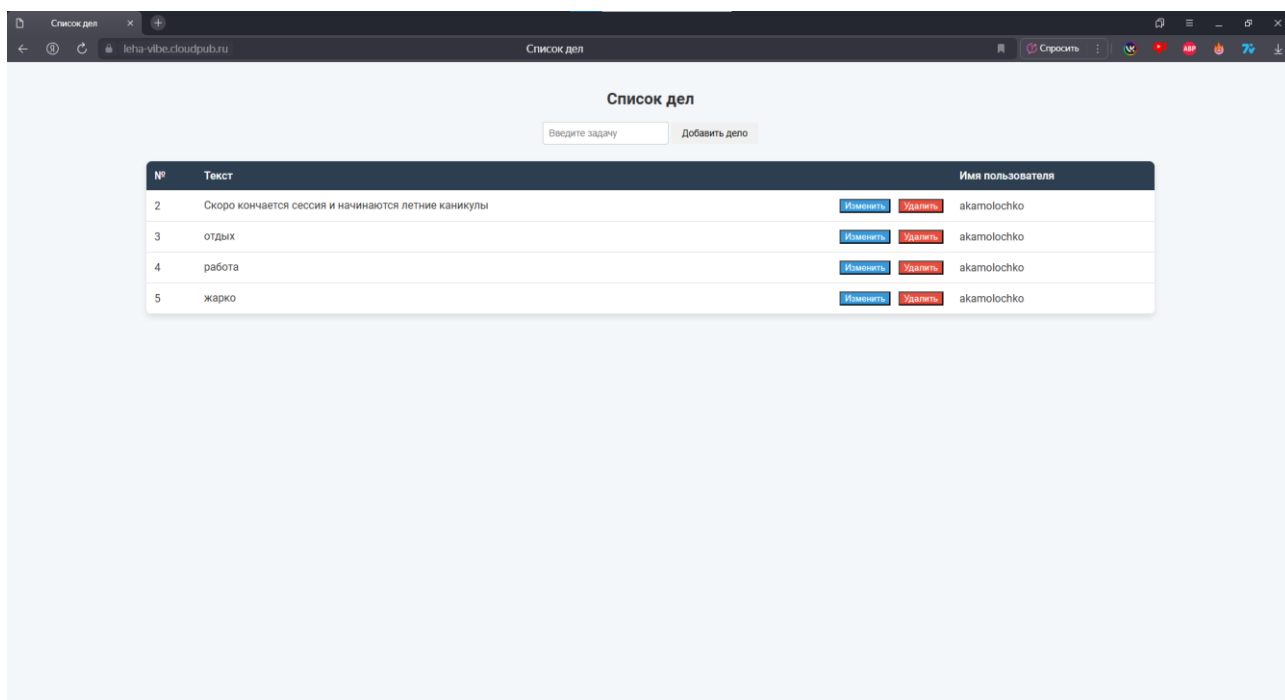 Список дел
leha-vibe.cloudpub.ru Список дел Спросить
Список дел
Введите задачу Добавить дело
№ Текст Имя пользователя
2 Скоро кончается сессия и начинаются летние каникулы Изменить Удалить akamolochko
3 отдых Изменить Удалить akamolochko
4 работа Изменить Удалить akamolochko
5 жарко Изменить Удалить akamolochko